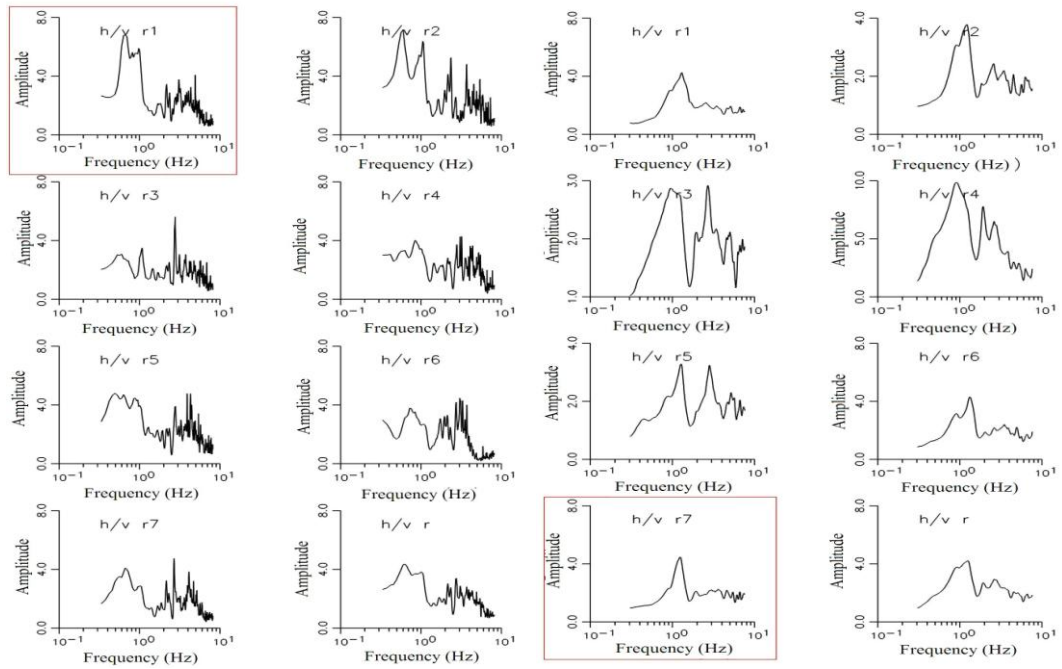 8.0
h/v r1
Amplitude
4.0
0.0
10⁻¹ 10⁰ 10¹
Frequency (Hz)
8.0
h/v r2
Amplitude
4.0
0.0
10⁻¹ 10⁰ 10¹
Frequency (Hz)
8.0
h/v r1
Amplitude
4.0
0.0
10⁻¹ 10⁰ 10¹
Frequency (Hz)
4.0
h/v r2
Amplitude
2.0
0.0
10⁻¹ 10⁰ 10¹
Frequency (Hz) )
8.0
h/v r3
Amplitude
4.0
0.0
10⁻¹ 10⁰ 10¹
Frequency (Hz)
8.0
h/v r4
Amplitude
4.0
0.0
10⁻¹ 10⁰ 10¹
Frequency (Hz)
3.0
h/v r3
Amplitude
1.0
10⁻¹ 10⁰ 10¹
Frequency (Hz)
10.0
h/v r4
Amplitude
5.0
0.0
10⁻¹ 10⁰ 10¹
Frequency (Hz)
8.0
h/v r5
Amplitude
4.0
0.0
10⁻¹ 10⁰ 10¹
Frequency (Hz)
8.0
h/v r6
Amplitude
4.0
0.0
10⁻¹ 10⁰ 10¹
Frequency (Hz)
4.0
h/v r5
Amplitude
2.0
0.0
10⁻¹ 10⁰ 10¹
Frequency (Hz)
8.0
h/v r6
Amplitude
4.0
0.0
10⁻¹ 10⁰ 10¹
Frequency (Hz)
8.0
h/v r7
Amplitude
4.0
0.0
10⁻¹ 10⁰ 10¹
Frequency (Hz)
8.0
h/v r
Amplitude
4.0
0.0
10⁻¹ 10⁰ 10¹
Frequency (Hz)
8.0
h/v r7
Amplitude
4.0
0.0
10⁻¹ 10⁰ 10¹
Frequency (Hz)
8.0
h/v r
Amplitude
4.0
0.0
10⁻¹ 10⁰ 10¹
Frequency (Hz)